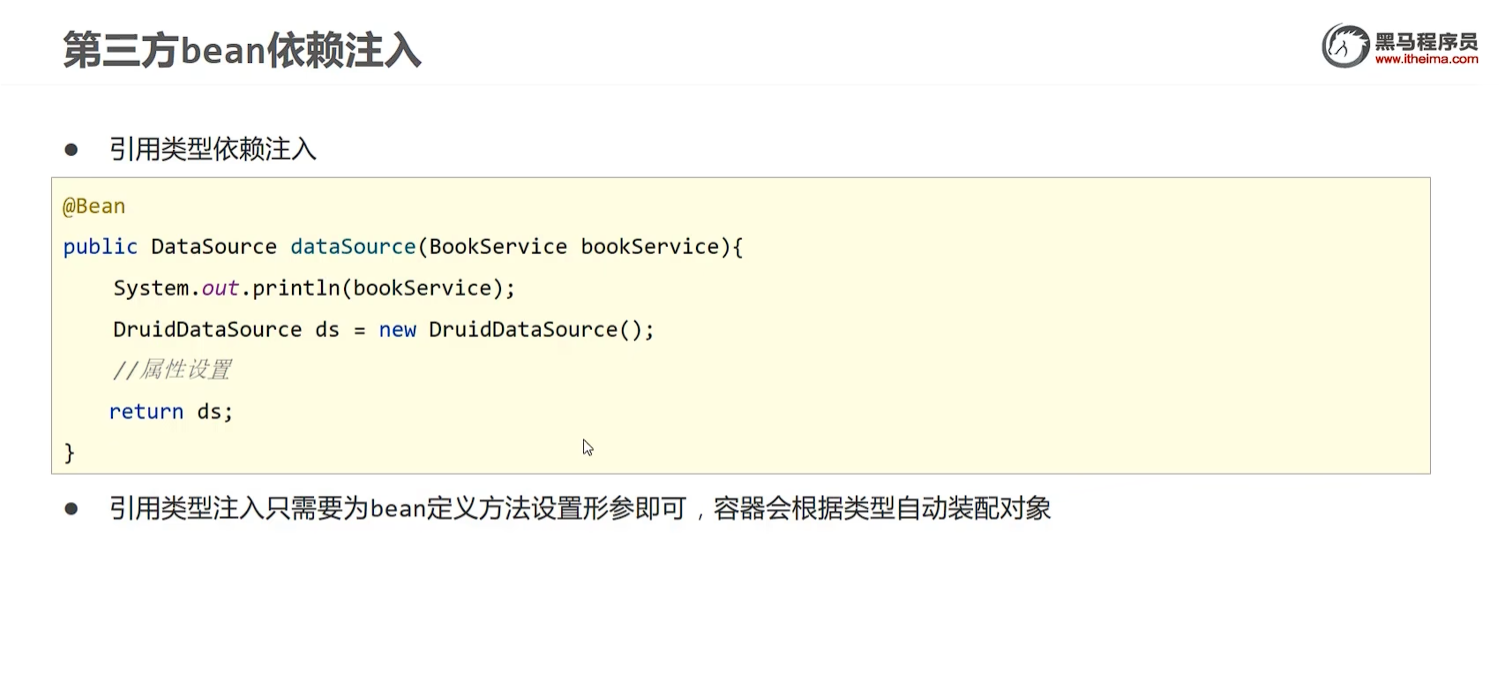 第三方bean依赖注入
黑马程序员
www.itheima.com
● 引用类型依赖注入
@Bean
public DataSource dataSource(BookService bookService){
    System.out.println(bookService);
    DruidDataSource ds = new DruidDataSource();
    //属性设置
    return ds;
}
● 引用类型注入只需要为bean定义方法设置形参即可，容器会根据类型自动装配对象